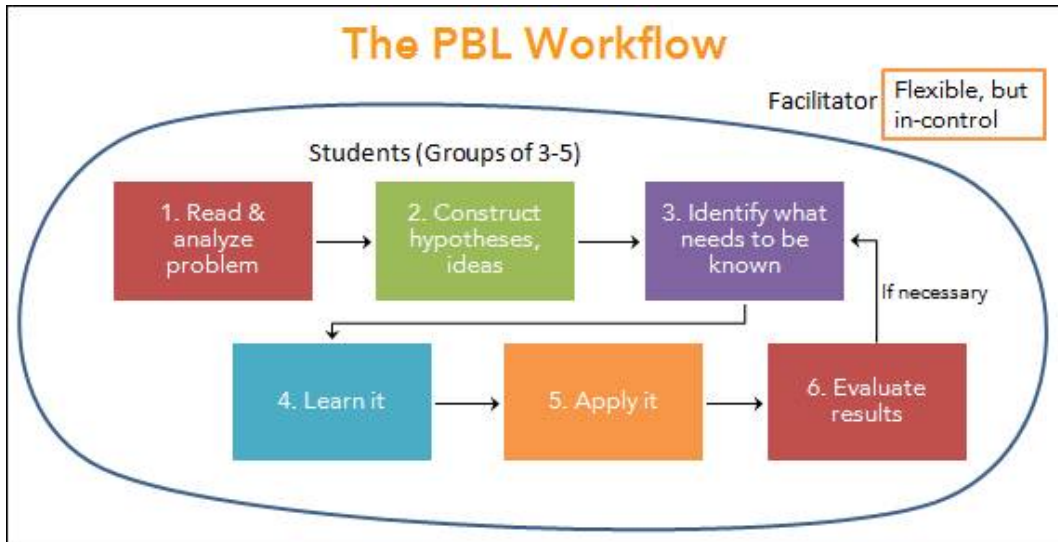 The PBL Workflow
Facilitator
Flexible, but
in-control
Students (Groups of 3-5)
1. Read &
analyze
problem
2. Construct
hypotheses,
ideas
3. Identify what
needs to be
known
If necessary
4. Learn it
5. Apply it
6. Evaluate
results